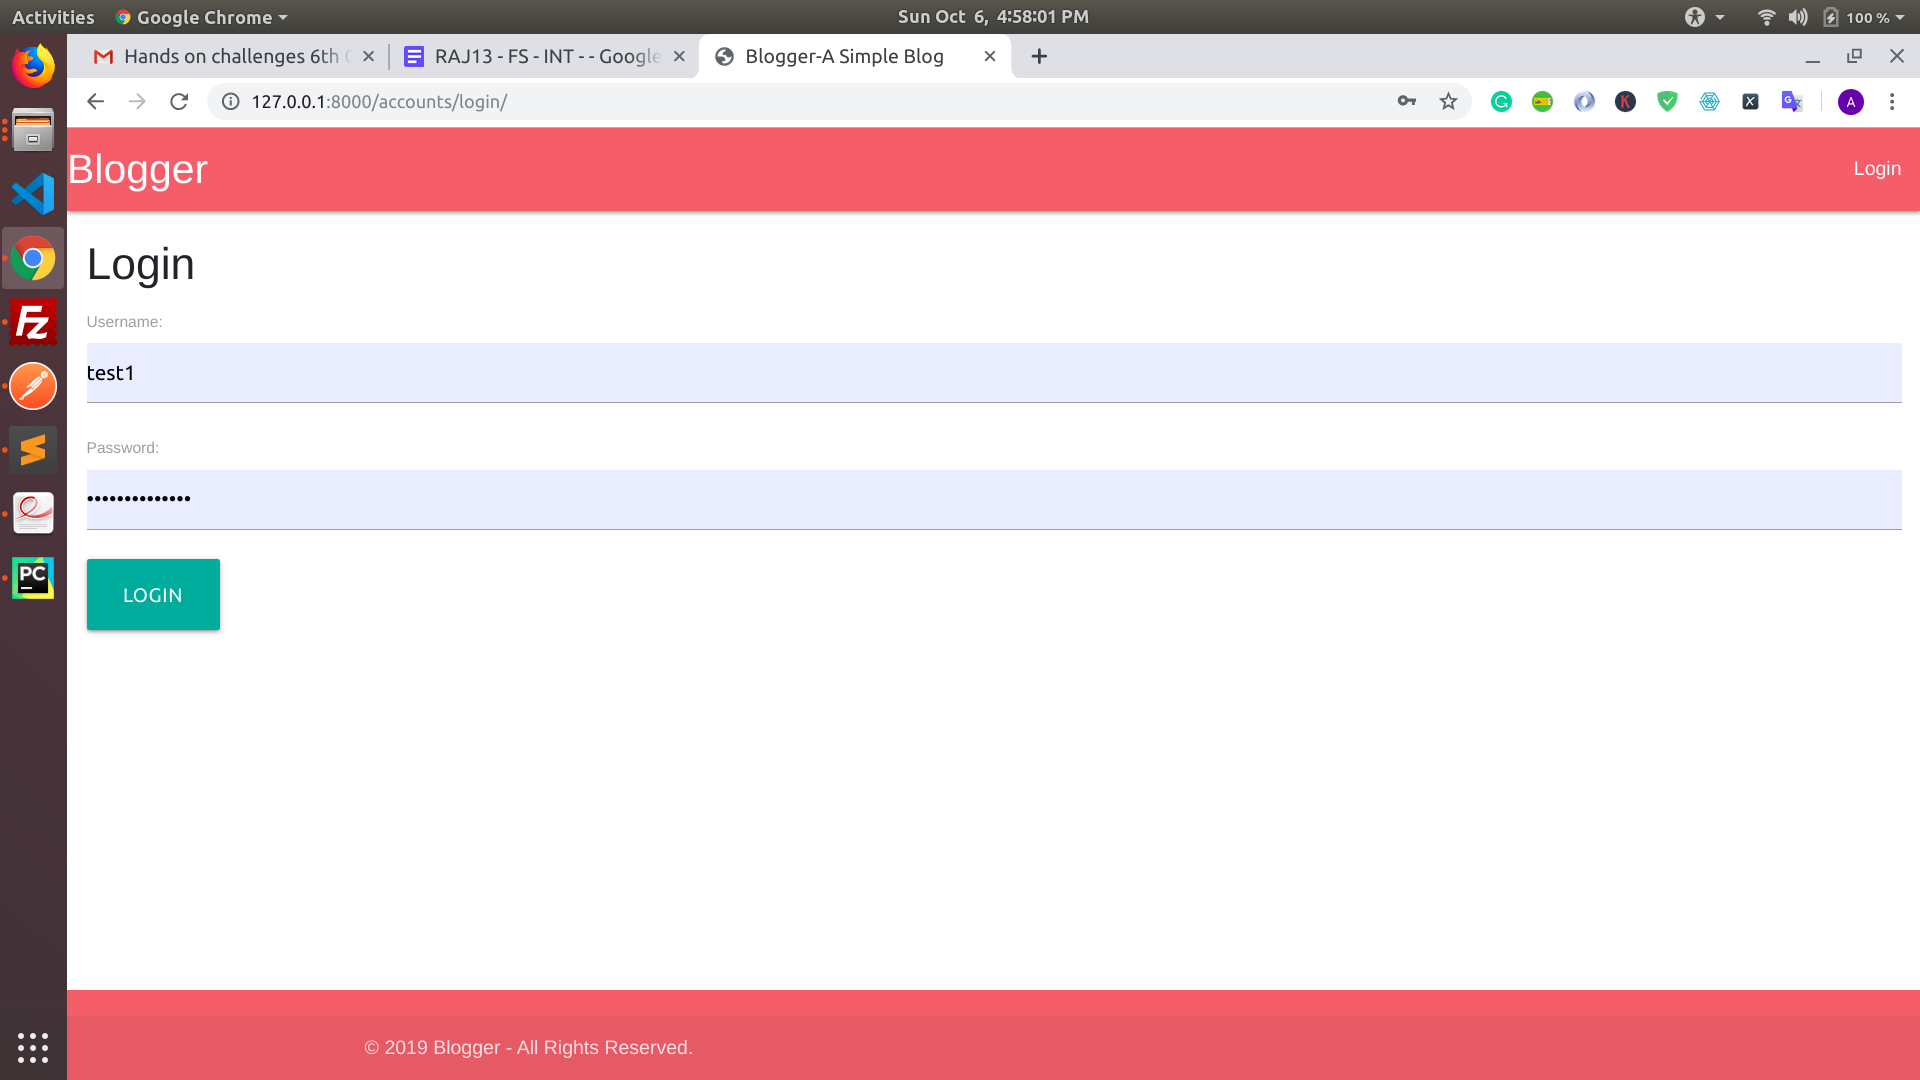 Activities Google Chrome Sun Oct 6, 4:58:01 PM 100 %
Hands on challenges 6th RAJ13 - FS - INT - - Google Blogger-A Simple Blog
127.0.0.1:8000/accounts/login/ A
Blogger Login
Login
Username:
test1
Password:
••••••••••••••
LOGIN
© 2019 Blogger - All Rights Reserved.